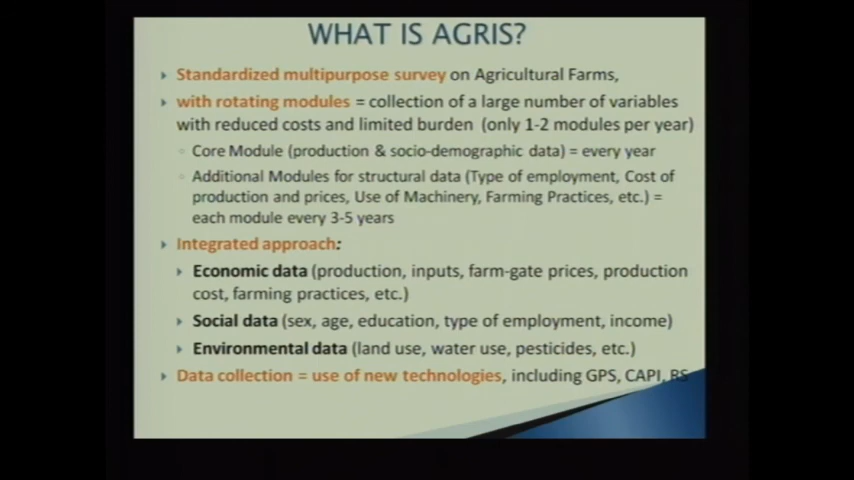 WHAT IS AGRIS?
Standardized multipurpose survey on Agricultural Farms,
with rotating modules = collection of a large number of variables
with reduced costs and limited burden (only 1-2 modules per year)
Core Module (production & socio-demographic data) = every year
Additional Modules for structural data (Type of employment, Cost of
production and prices, Use of Machinery, Farming Practices, etc.) =
each module every 3-5 years
Integrated approach:
Economic data (production, inputs, farm-gate prices, production
cost, farming practices, etc.)
Social data (sex, age, education, type of employment, income)
Environmental data (land use, water use, pesticides, etc.)
Data collection = use of new technologies, including GPS, CAPI, RS